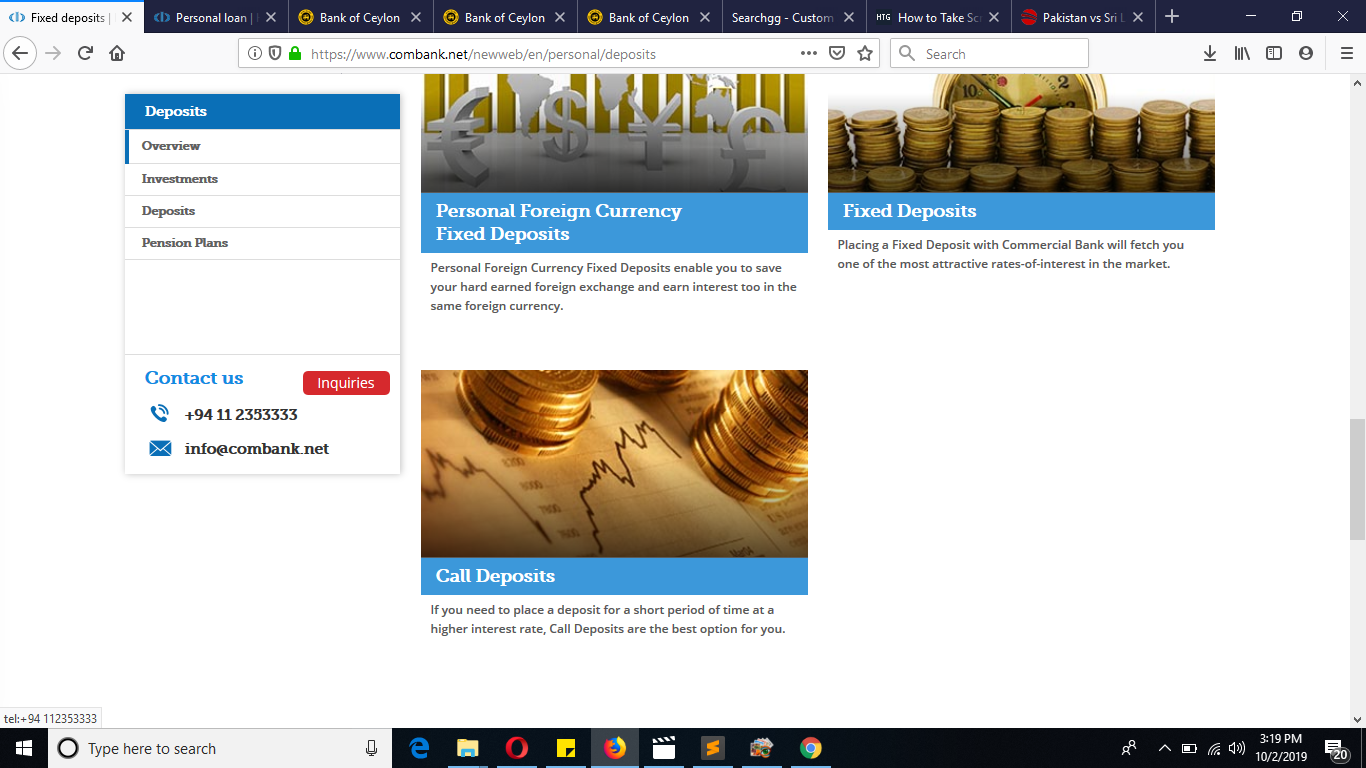 Fixed deposits |
Personal loan |
Bank of Ceylon
Bank of Ceylon
Bank of Ceylon
Searchgg - Custom
HTG How to Take Scr
Pakistan vs Sri L
https://www.combank.net/newweb/en/personal/deposits
Search
Deposits
Overview
Investments
Deposits
Pension Plans
Contact us
Inquiries
+94 11 2353333
info@combank.net
Personal Foreign Currency
Fixed Deposits
Personal Foreign Currency Fixed Deposits enable you to save
your hard earned foreign exchange and earn interest too in the
same foreign currency.
10
2
Fixed Deposits
Placing a Fixed Deposit with Commercial Bank will fetch you
one of the most attractive rates-of-interest in the market.
Call Deposits
If you need to place a deposit for a short period of time at a
higher interest rate, Call Deposits are the best option for you.
tel:+94 112353333
Type here to search
3:19 PM
10/2/2019
20